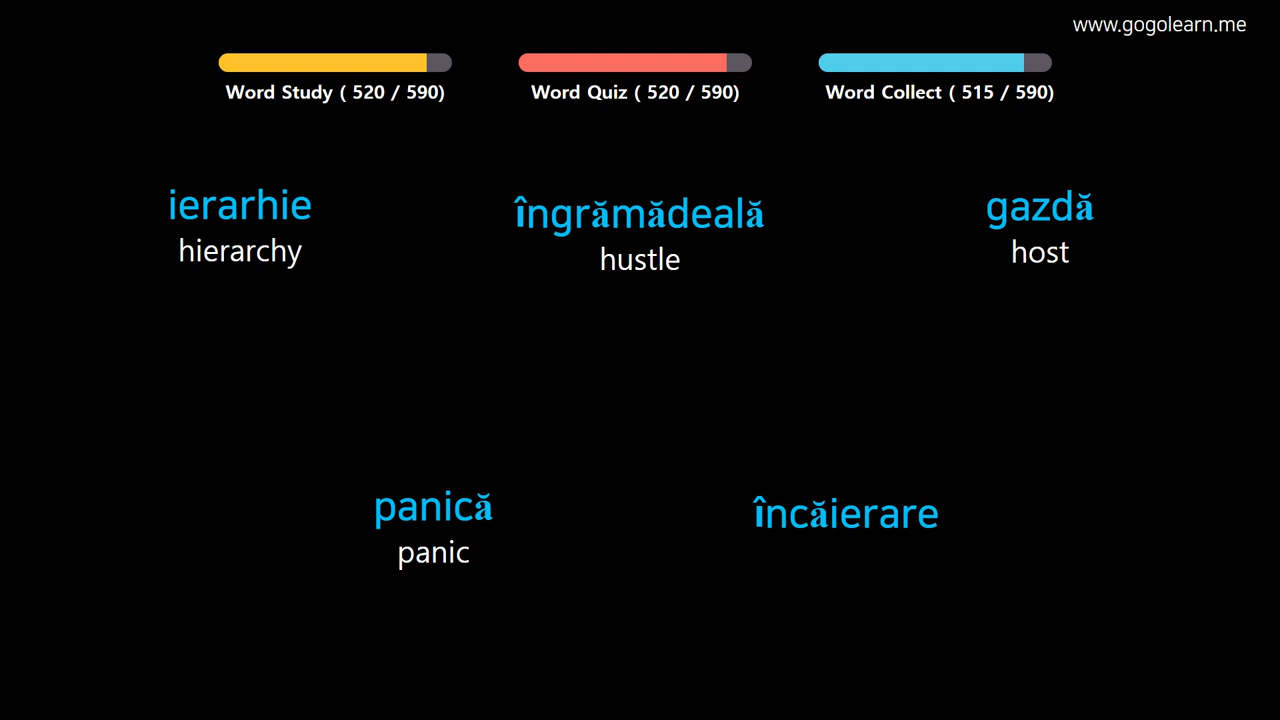 www.gogolearn.me
Word Study ( 520 / 590)
Word Quiz ( 520 / 590)
Word Collect ( 515 / 590)
ierarhie
hierarchy
îngrămădeală
hustle
gazdă
host
panică
panic
încăierare